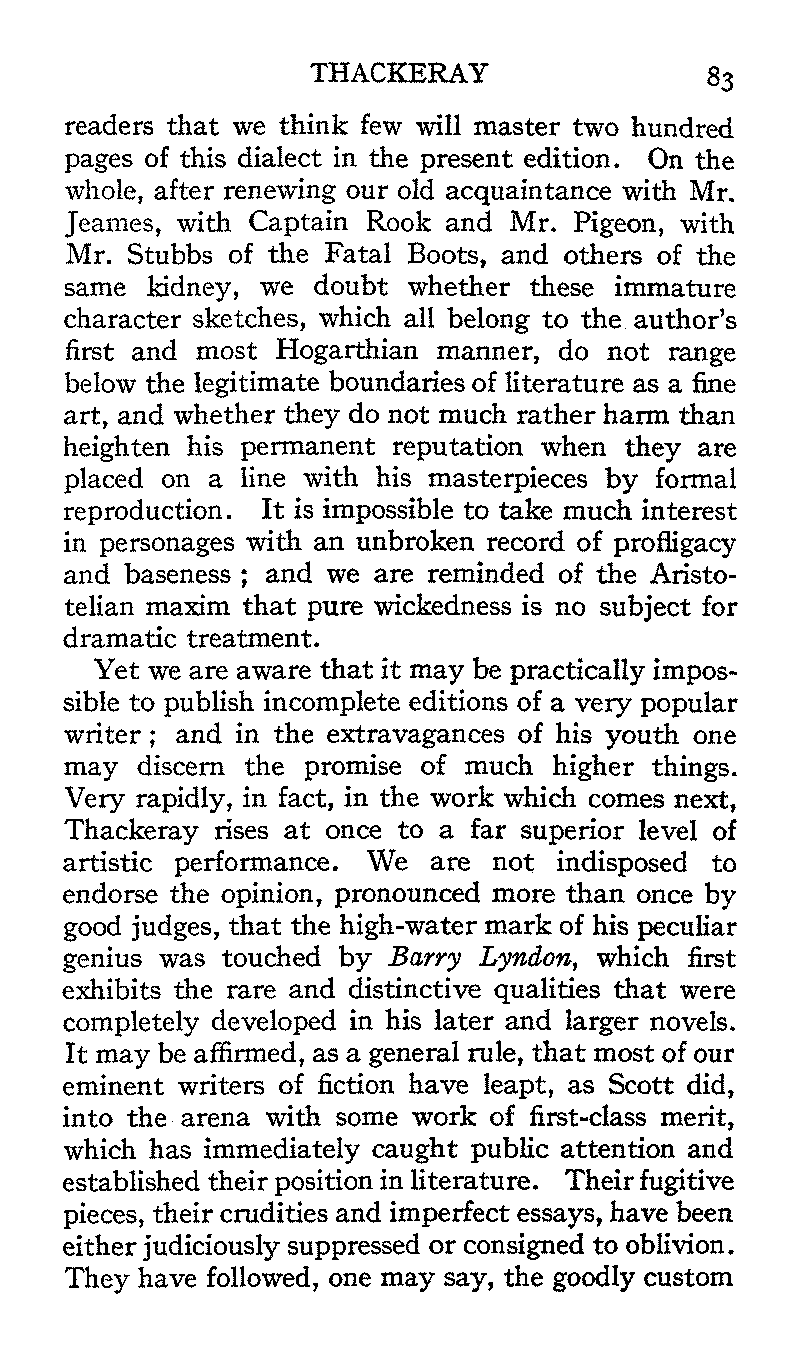 THACKERAY 83
readers that we think few will master two hundred
pages of this dialect in the present edition. On the
whole, after renewing our old acquaintance with Mr.
Jeames, with Captain Rook and Mr. Pigeon, with
Mr. Stubbs of the Fatal Boots, and others of the
same kidney, we doubt whether these immature
character sketches, which all belong to the author's
first and most Hogarthian manner, do not range
below the legitimate boundaries of literature as a fine
art, and whether they do not much rather harm than
heighten his permanent reputation when they are
placed on a line with his masterpieces by formal
reproduction. It is impossible to take much interest
in personages with an unbroken record of profligacy
and baseness ; and we are reminded of the Aristo-
telian maxim that pure wickedness is no subject for
dramatic treatment.
Yet we are aware that it may be practically impos-
sible to publish incomplete editions of a very popular
writer ; and in the extravagances of his youth one
may discern the promise of much higher things.
Very rapidly, in fact, in the work which comes next,
Thackeray rises at once to a far superior level of
artistic performance. We are not indisposed to
endorse the opinion, pronounced more than once by
good judges, that the high-water mark of his peculiar
genius was touched by Barry Lyndon, which first
exhibits the rare and distinctive qualities that were
completely developed in his later and larger novels.
It may be affirmed, as a general rule, that most of our
eminent writers of fiction have leapt, as Scott did,
into the arena with some work of first-class merit,
which has immediately caught public attention and
established their position in literature. Their fugitive
pieces, their crudities and imperfect essays, have been
either judiciously suppressed or consigned to oblivion.
They have followed, one may say, the goodly custom